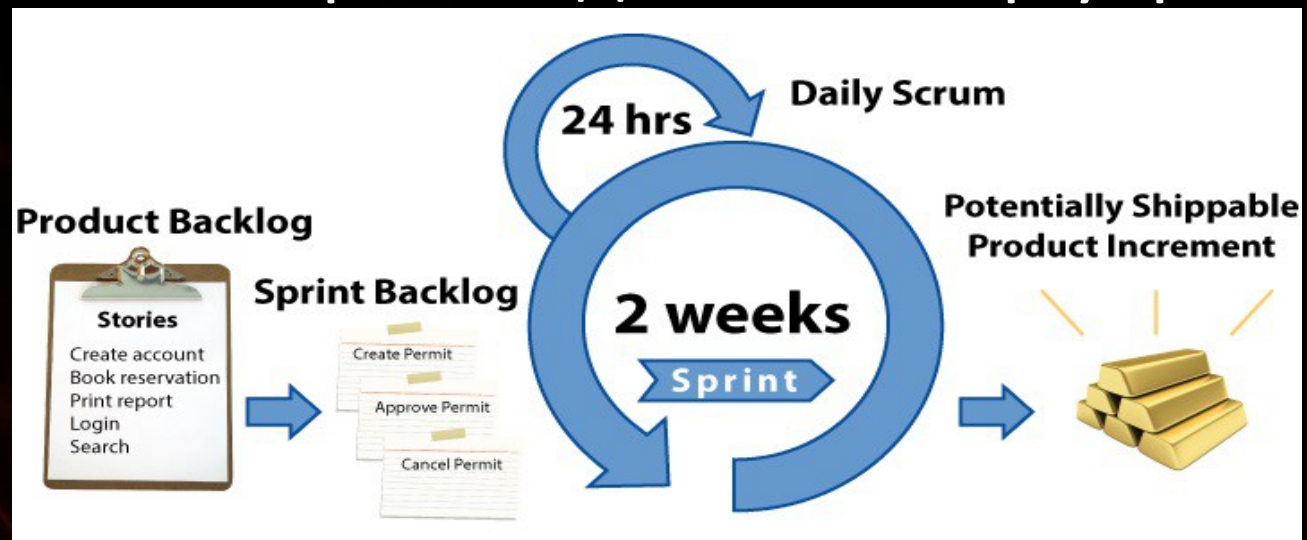 Product Backlog
Stories
Create account
Book reservation
Print report
Login
Search
Sprint Backlog
Create Permit
Approve Permit
Cancel Permit
24 hrs
Daily Scrum
2 weeks
Sprint
Potentially Shippable
Product Increment